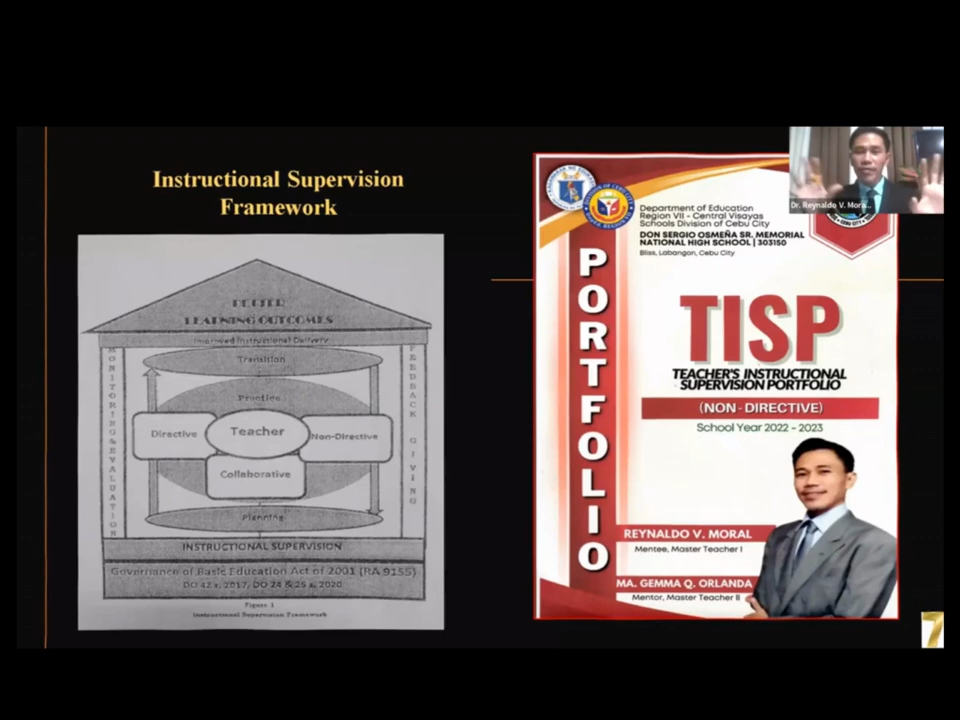 Instructional Supervision
Framework
BETTER
LEARNING OUTCOMES
Improved Instructional Delivery
Transition
MONITORING & EVALUATION
FEEDBACK GIVING
Practice
Directive
Teacher
Non-Directive
Collaborative
Planning
INSTRUCTIONAL SUPERVISION
Governance of Basic Education Act of 2001 (RA 9155)
DO 42 s, 2017, DO 24 & 25 s, 2020
Figure 1
Instructional Supervision Framework
Dr. Reynaldo V. Mora...
Department of Education
Region VII - Central Visayas
Schools Division of Cebu City
DON SERGIO OSMEÑA SR. MEMORIAL
NATIONAL HIGH SCHOOL | 303150
Bliss, Labangon, Cebu City
PORTFOLIO
TISP
TEACHER'S INSTRUCTIONAL
SUPERVISION PORTFOLIO
(NON - DIRECTIVE)
School Year 2022 - 2023
REYNALDO V. MORAL
Mentee, Master Teacher I
MA. GEMMA Q. ORLANDA
Mentor, Master Teacher II
7